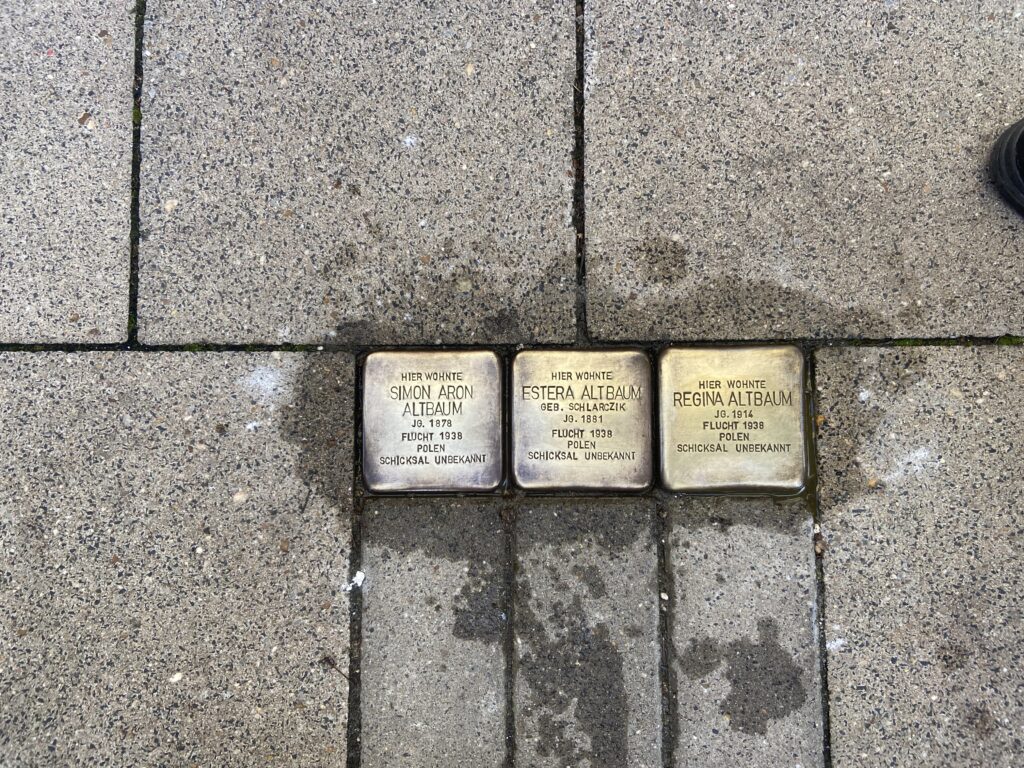 HIER WOHNTE
SIMON ARON
ALTBAUM
JG. 1878
FLUCHT 1938
POLEN
SCHICKSAL UNBEKANNT
HIER WOHNTE
ESTERA ALTBAUM
GEB. SCHLARCZIK
JG. 1881
FLUCHT 1938
POLEN
SCHICKSAL UNBEKANNT
HIER WOHNTE
REGINA ALTBAUM
JG. 1914
FLUCHT 1938
POLEN
SCHICKSAL UNBEKANNT